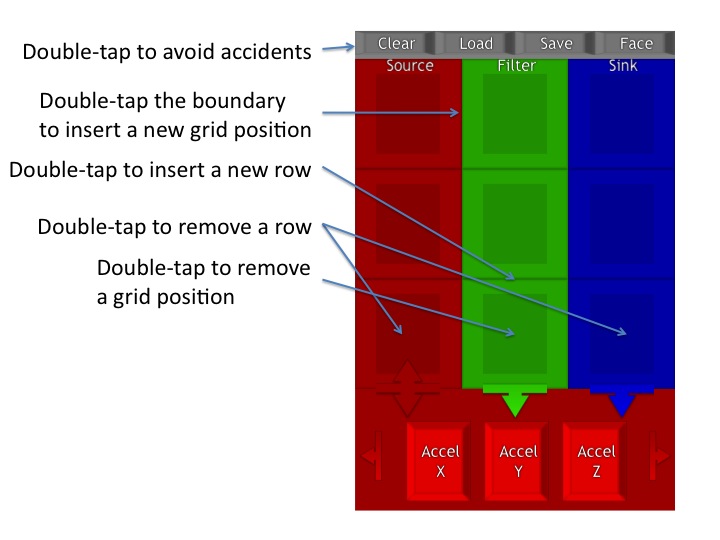 Double-tap to avoid accidents
Clear Load Save Face
Source Filter Sink
Double-tap the boundary
to insert a new grid position
Double-tap to insert a new row
Double-tap to remove a row
Double-tap to remove
a grid position
Accel Accel Accel
X Y Z